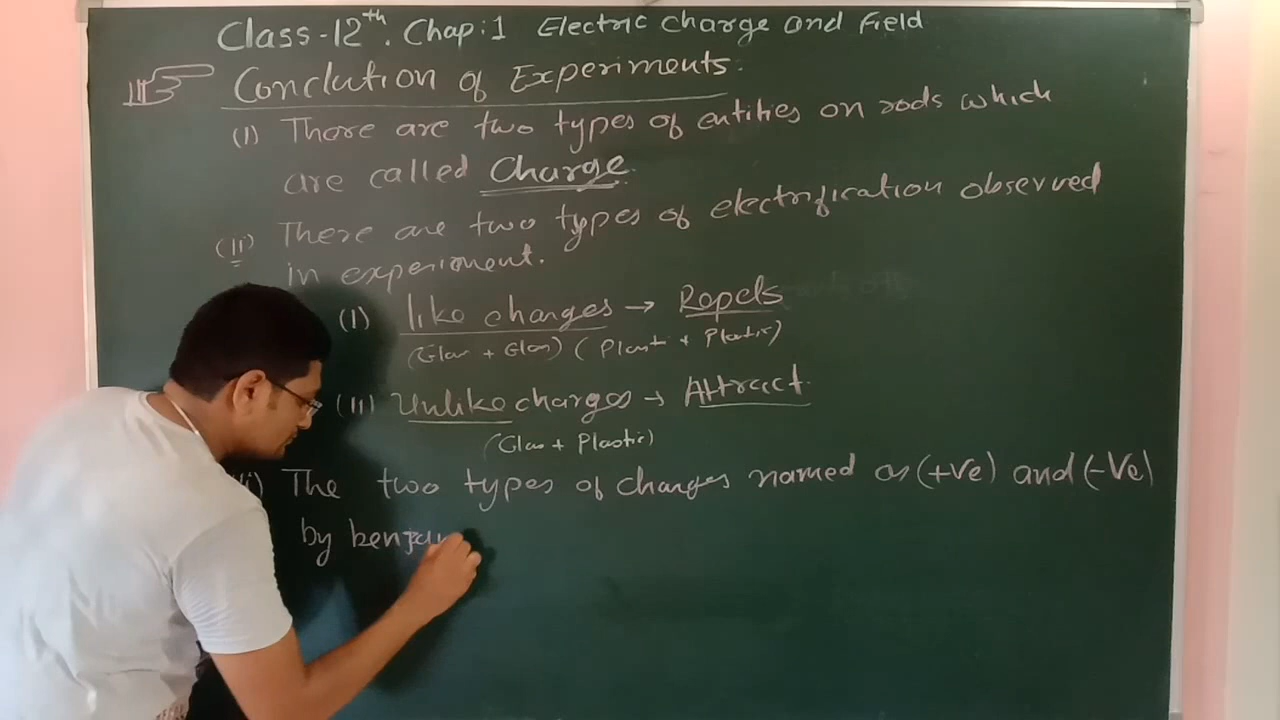 Class-12th. Chap:1 Electric Charge and Field
Conclution of Experiments.
(I) There are two types of entities on rods which
are called Charge.
(II) There are two types of electrification observed
in experiment.
(I) like charges → Repels
(Glass + Glass) (Plast + Plastic)
(II) Unlike charges → Attract.
(Glass + Plastic)
The two types of charges named as (+ve) and (-ve)
by benjam